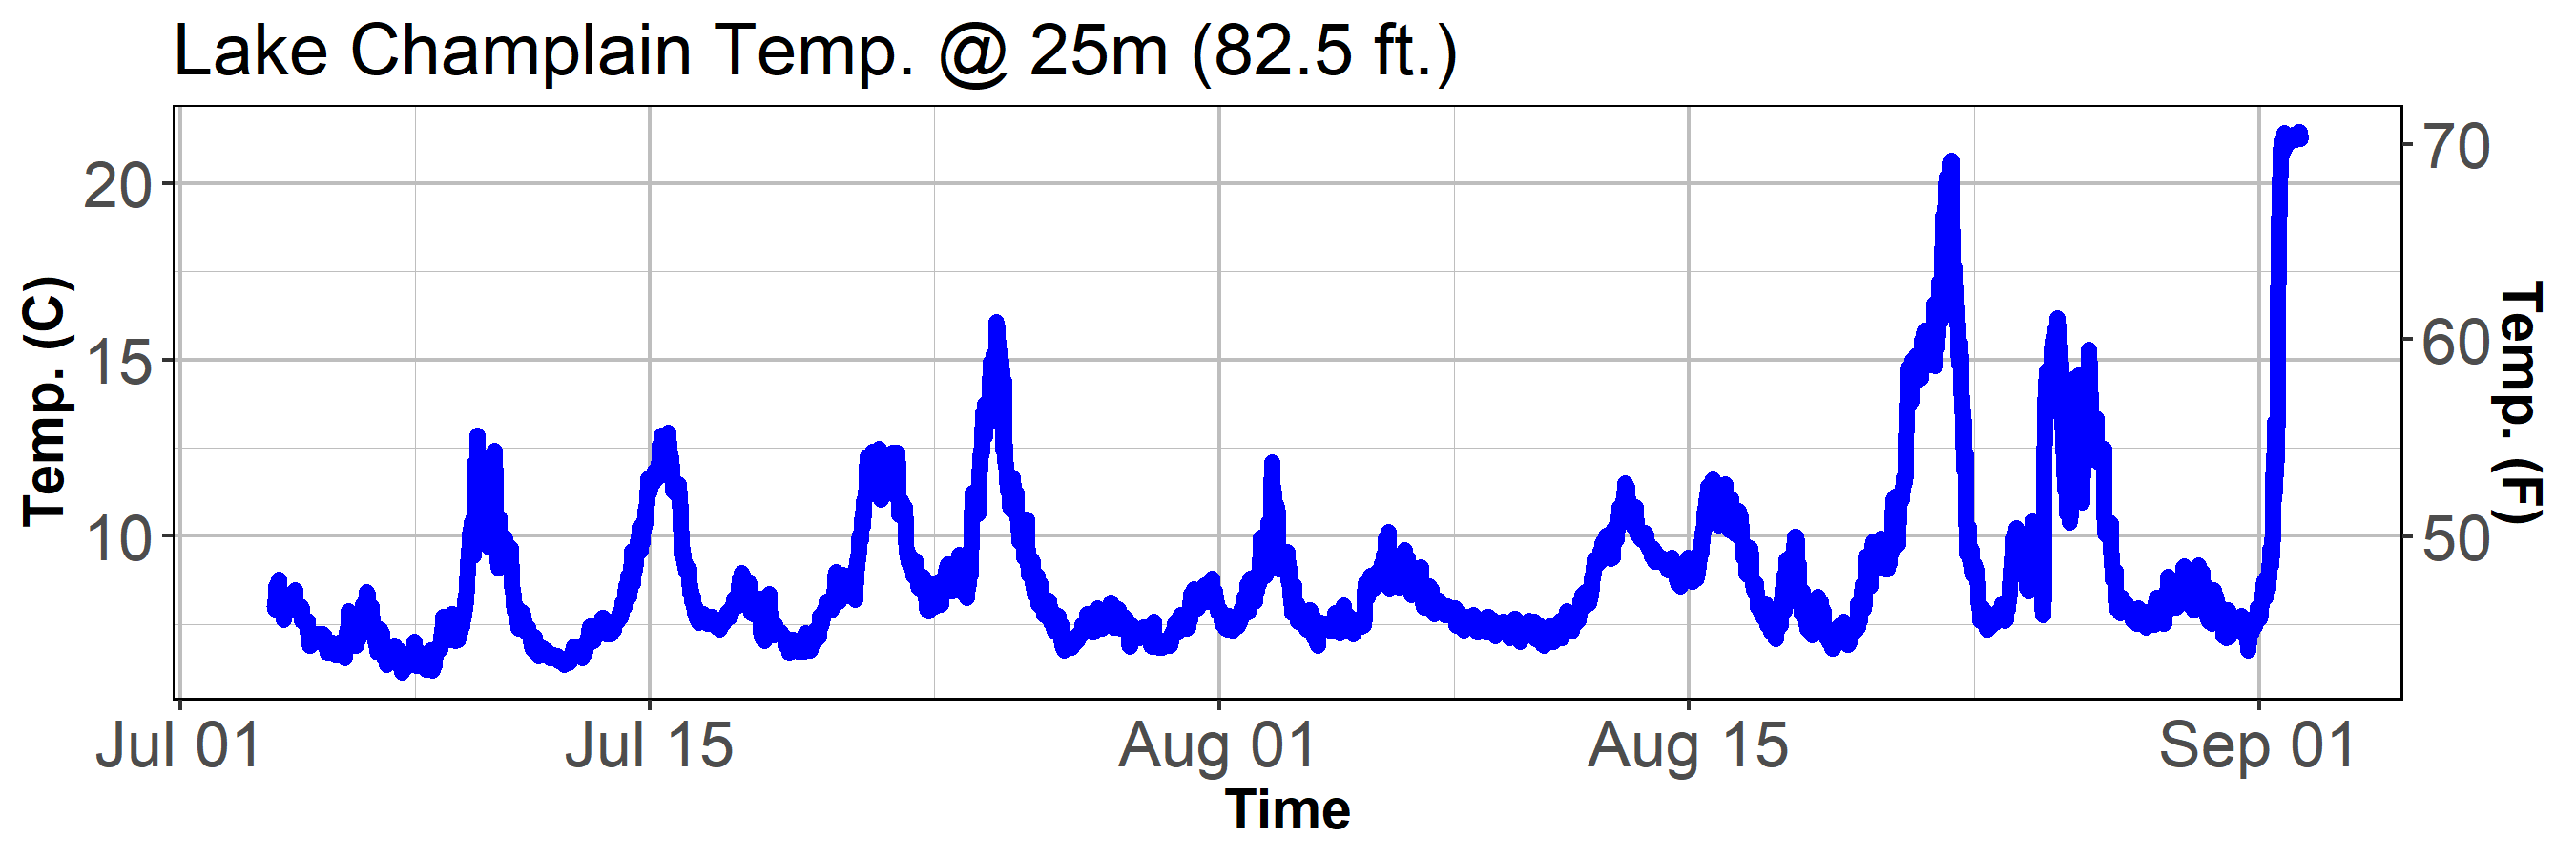 Lake Champlain Temp. @ 25m (82.5 ft.)
Temp. (C)
20
15
10
70
60
50
Temp. (F)
Jul 01
Jul 15
Aug 01
Aug 15
Sep 01
Time